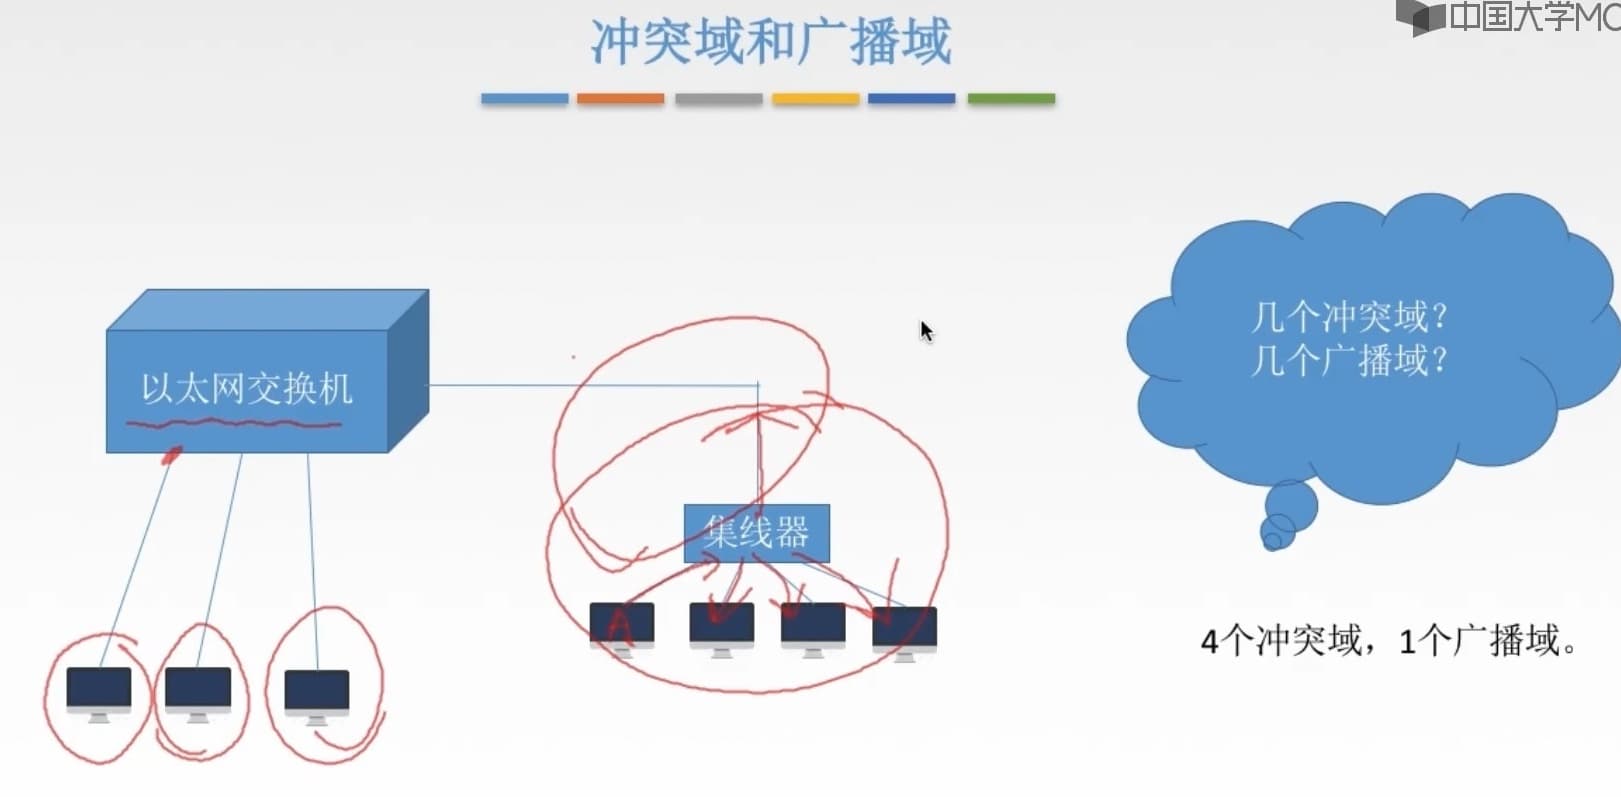 中国大学MO
冲突域和广播域
几个冲突域?
几个广播域?
以太网交换机
集线器
A
4个冲突域，1个广播域。